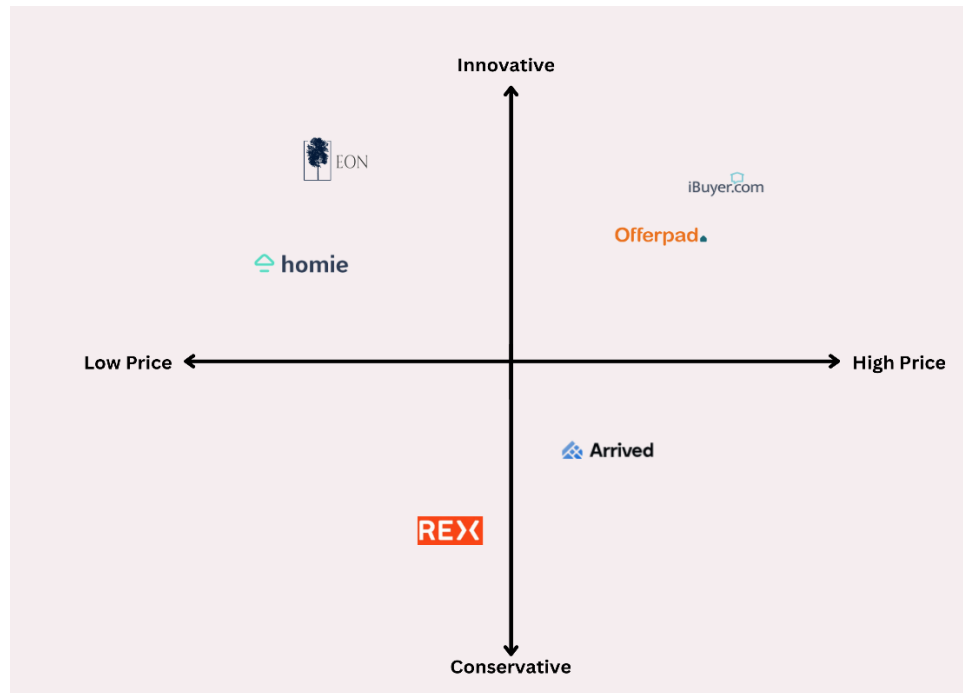 Innovative
EON
iBuyer.com
Offerpad.
homie
Low Price
High Price
Arrived
REX
Conservative